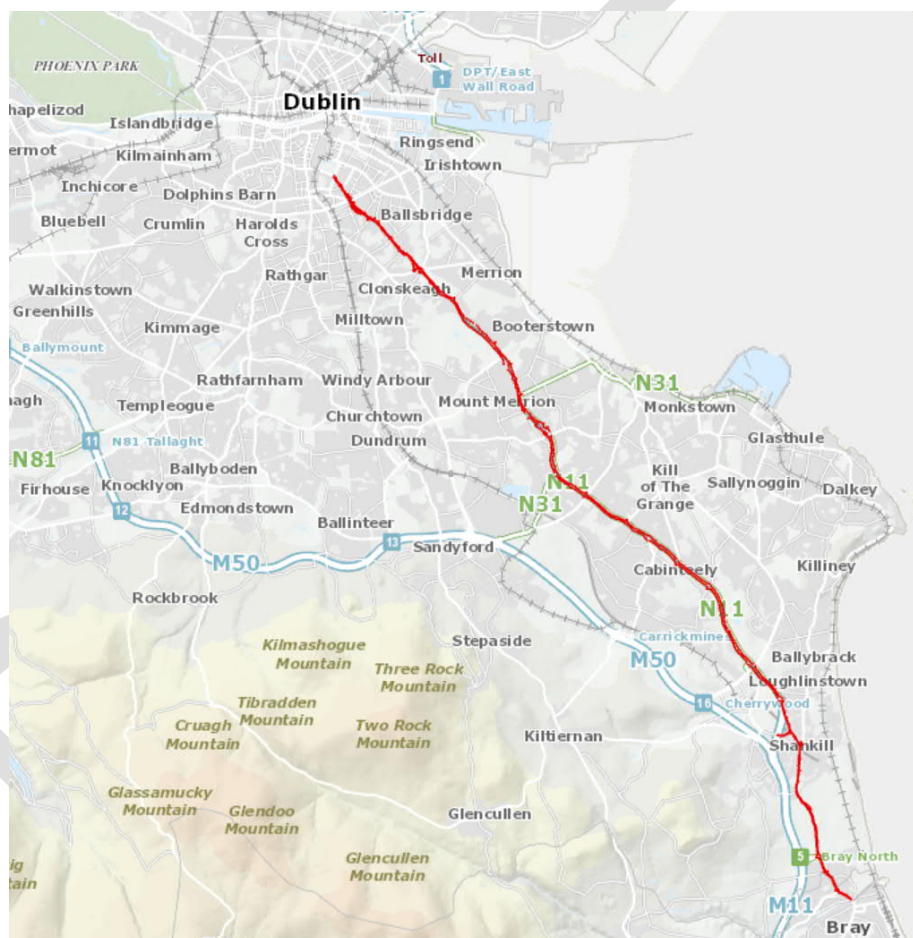 Toll
PHOENIX PARK
1
DPT/East
Wall Road
Dublin
hapelizod
Islandbridge
Ringsend
ermot
Kilmainham
Irishtown
Inchicore
Dolphins Barn
Bluebell
Crumlin
Harolds
Cross
Ballsbridge
Rathgar
Merrion
Walkinstown
Clonskeagh
Greenhills
Kimmage
Milltown
Booterstown
Ballymount
Rathfarnham
Windy Arbour
N31
nagh
Templeogue
Churchtown
Mount Merrion
Monkstown
11
N81 Tallaght
Dundrum
Glasthule
N81
Ballyboden
N11
Kill
of The
Grange
Sallynoggin
Dalkey
Firhouse
Knocklyon
N31
12
Edmondstown
Ballinteer
13
Sandyford
M50
Cabinteely
Killiney
Rockbrook
N11
Kilmashogue
Mountain
Stepaside
Carrickmines
M50
Ballybrack
Three Rock
Mountain
Loughlinstown
Tibradden
Mountain
16
Cherrywood
Cruagh
Mountain
Two Rock
Mountain
Kiltiernan
Shankill
Glassamucky
Mountain
Glendoo
Mountain
Glencullen
Glencullen
Mountain
5
Bray North
ig
tain
M11
Bray